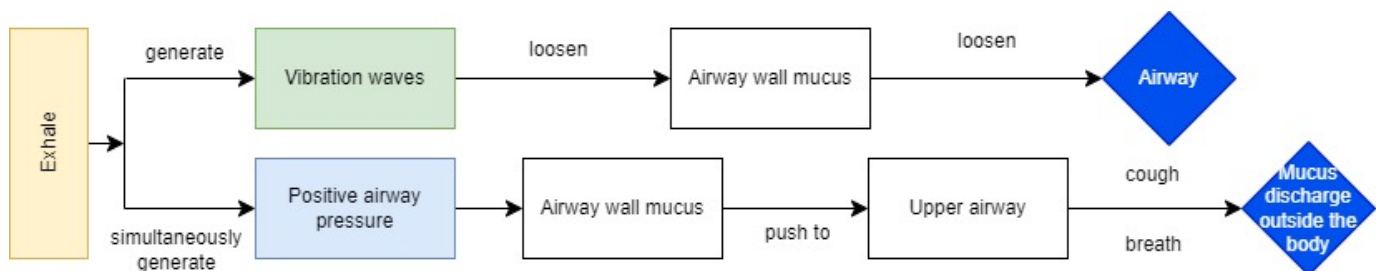 Exhale
generate
Vibration waves
loosen
Airway wall mucus
loosen
Airway
simultaneously
generate
Positive airway
pressure
Airway wall mucus
push to
Upper airway
cough
breath
Mucus
discharge
outside the
body